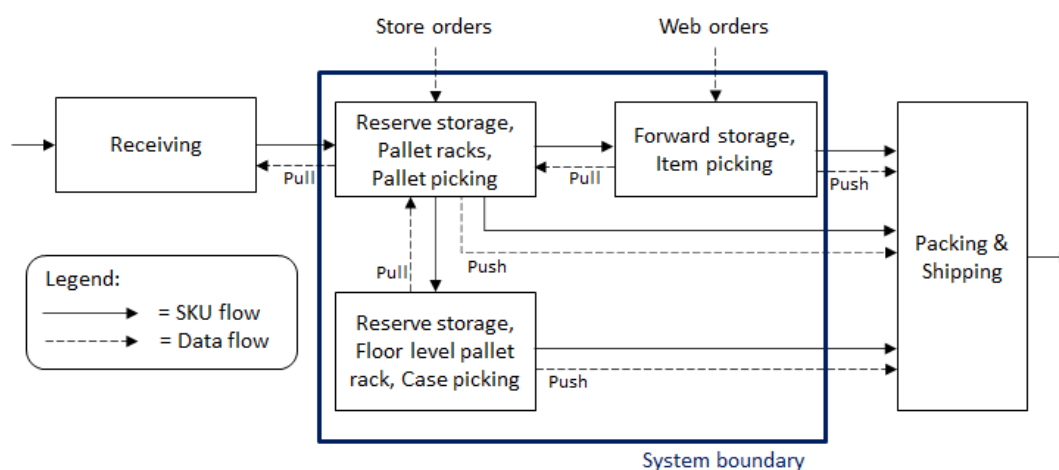 Store orders
Web orders
Receiving
Reserve storage,
Pallet racks,
Pallet picking
Forward storage,
Item picking
Pull
Pull
Push
Push
Pull
Packing &
Shipping
Legend:
= SKU flow
= Data flow
Reserve storage,
Floor level pallet
rack, Case picking
Push
System boundary